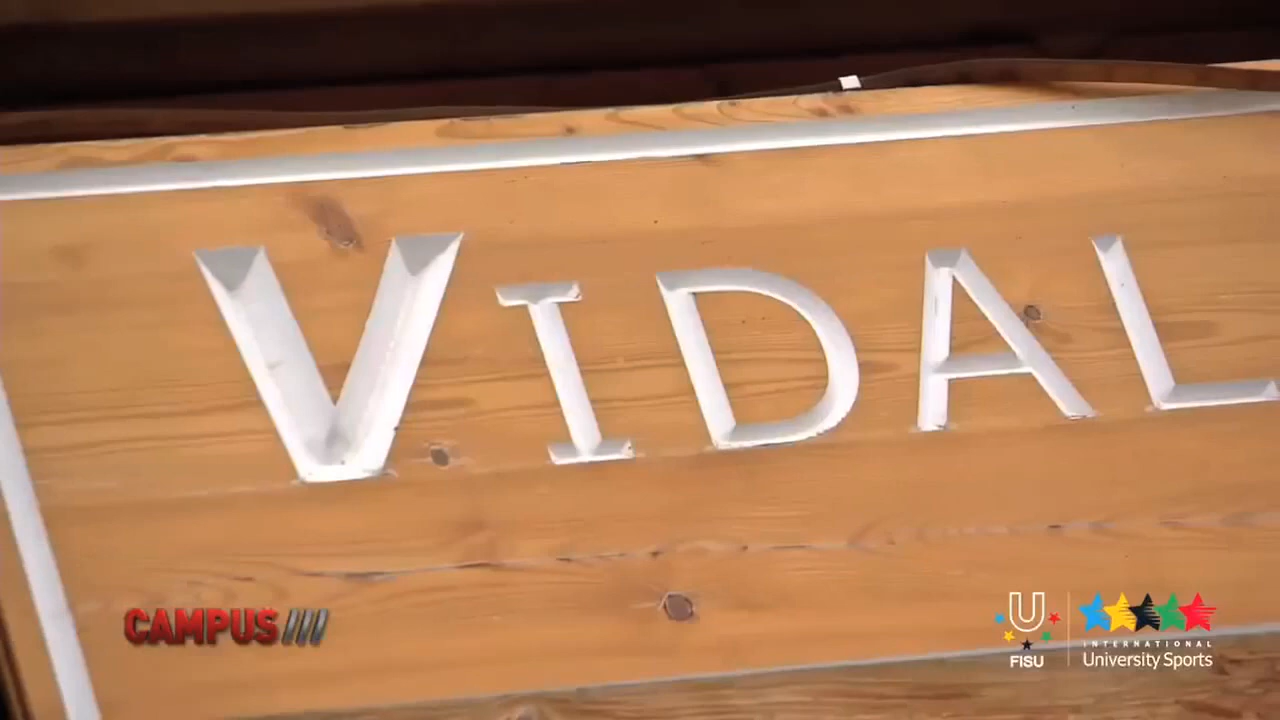 VIDAL
CAMPUS
FISU
INTERNATIONAL
University Sports